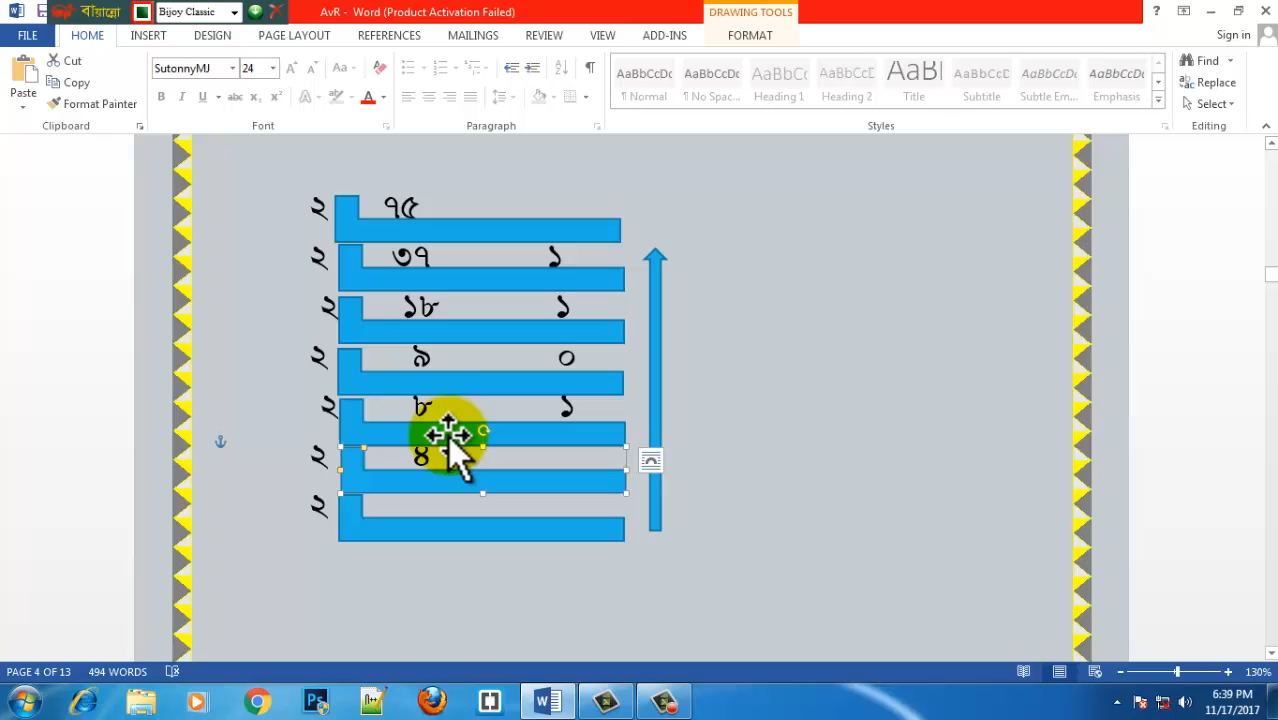 বায়ান্নো Bijoy Classic AvR - Word (Product Activation Failed) DRAWING TOOLS
FILE HOME INSERT DESIGN PAGE LAYOUT REFERENCES MAILINGS REVIEW VIEW ADD-INS FORMAT Sign in
Cut SutonnyMJ 24 Aa Find
Paste Copy AaBbCcDc AaBbCcDc AaBbCc AaBbCcD AaBl AaBbCcD AaBbCcDc AaBbCcDc Replace
Format Painter B I U abc x₂ x² A A ¶ Normal ¶ No Spac... Heading 1 Heading 2 Title Subtitle Subtle Em... Emphasis Select
Clipboard Font Paragraph Styles Editing
২ ৭৫
২ ৩৭ ১
২ ১৮ ১
২ ৯ ০
২ ৮ ১
২ ৪
২
PAGE 4 OF 13 494 WORDS 130%
6:39 PM
11/17/2017